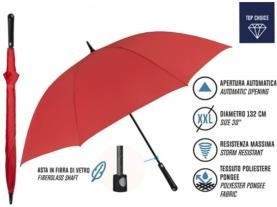 TOP CHOICE
APERTURA AUTOMATICA
AUTOMATIC OPENING
XXL
DIAMETRO 132 CM
SIZE 30"
RESISTENZA MASSIMA
STORM RESISTANT
TESSUTO POLIESTERE
PONGEE
POLYESTER PONGEE
FABRIC
ASTA IN FIBRA DI VETRO
FIBERGLASS SHAFT